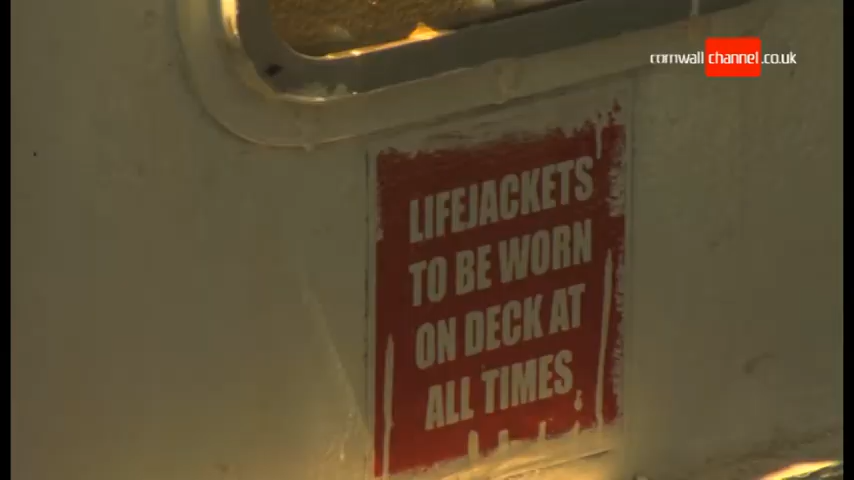 cornwall channel.co.uk
LIFEJACKETS
TO BE WORN
ON DECK AT
ALL TIMES